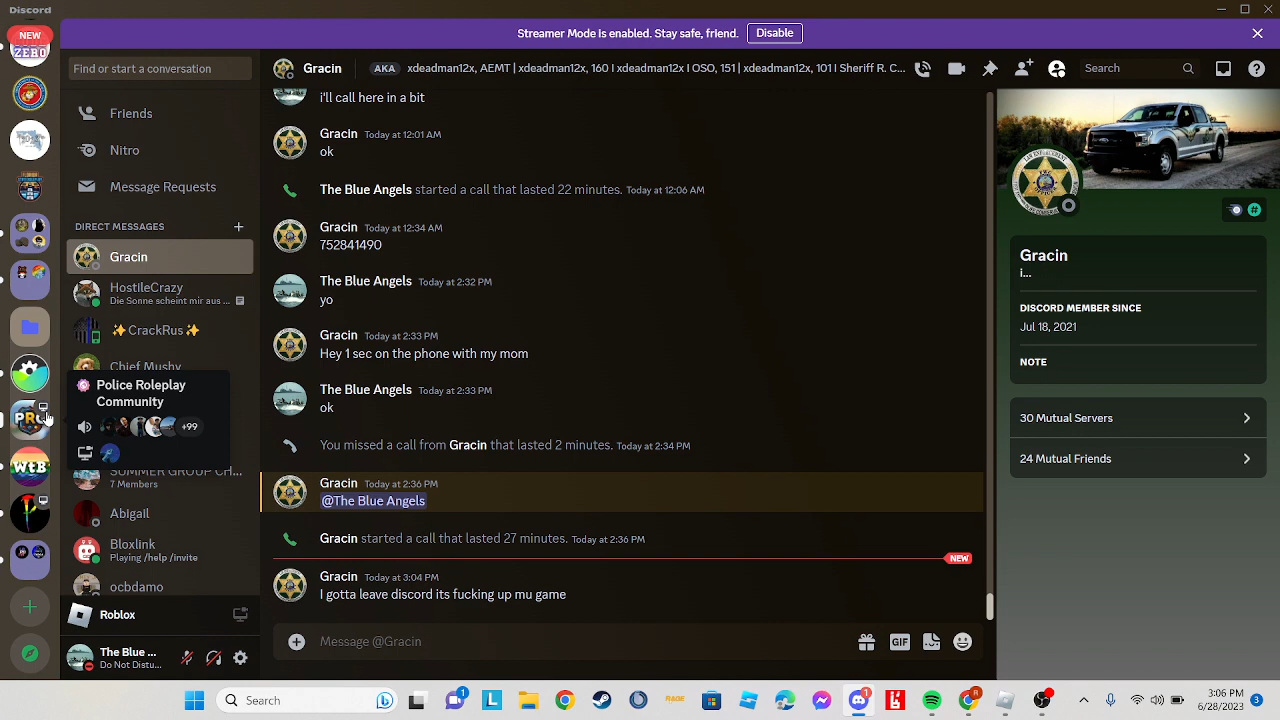 Discord
Streamer Mode is enabled. Stay safe, friend.
Disable
NEW
ZERO
PRC
WtB
Find or start a conversation
Friends
Nitro
Message Requests
DIRECT MESSAGES
Gracin
HostileCrazy
Die Sonne scheint mir aus ...
✨CrackRus✨
Chief Mushy
Police Roleplay
Community
+99
SUMMER GROUP CH...
7 Members
Abigail
Bloxlink
Playing /help /invite
ocbdamo
Roblox
The Blue ...
Do Not Distu...
Gracin
AKA
xdeadman12x, AEMT | xdeadman12x, 160 I xdeadman12x I OSO, 151 | xdeadman12x, 101 I Sheriff R. C...
Search
i'll call here in a bit
Gracin Today at 12:01 AM
ok
The Blue Angels started a call that lasted 22 minutes. Today at 12:06 AM
Gracin Today at 12:34 AM
752841490
The Blue Angels Today at 2:32 PM
yo
Gracin Today at 2:33 PM
Hey 1 sec on the phone with my mom
The Blue Angels Today at 2:33 PM
ok
You missed a call from Gracin that lasted 2 minutes. Today at 2:34 PM
Gracin Today at 2:36 PM
@The Blue Angels
Gracin started a call that lasted 27 minutes. Today at 2:36 PM
NEW
Gracin Today at 3:04 PM
I gotta leave discord its fucking up mu game
Message @Gracin
GIF
Gracin
i...
DISCORD MEMBER SINCE
Jul 18, 2021
NOTE
30 Mutual Servers
24 Mutual Friends
Search
1
L
RAGE
1
R
3:06 PM
6/28/2023
3